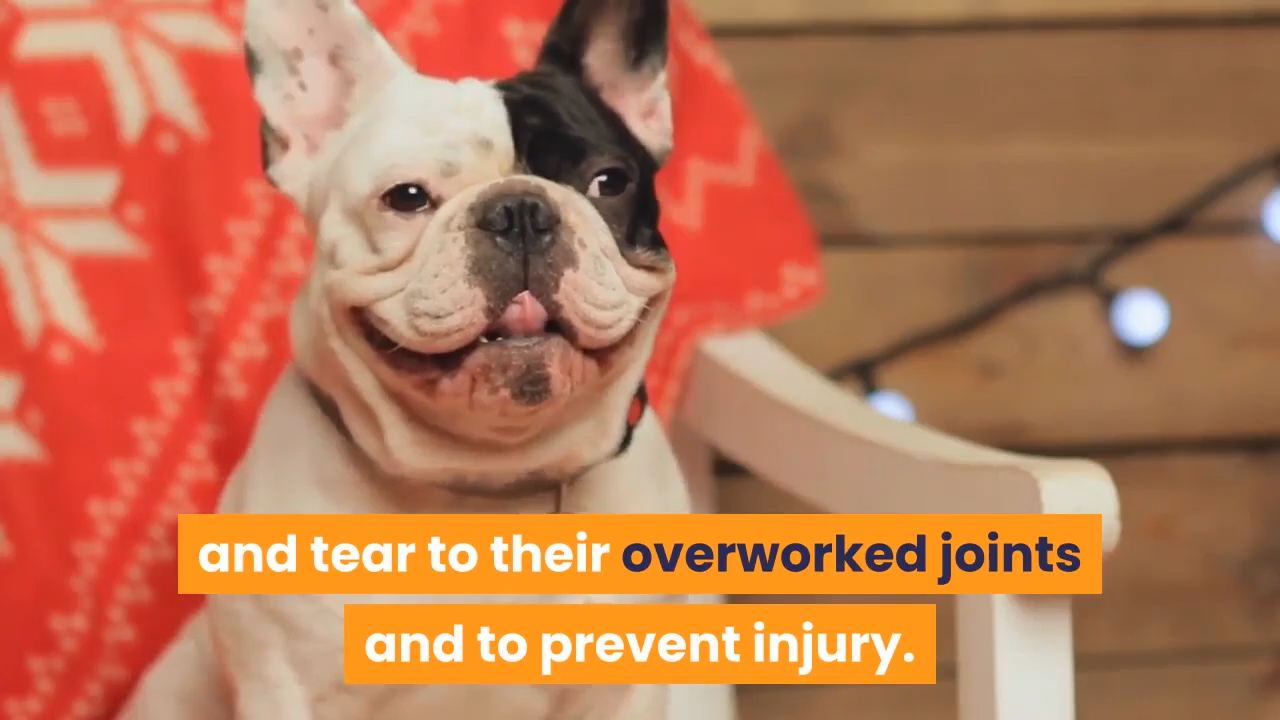 and tear to their overworked joints
and to prevent injury.